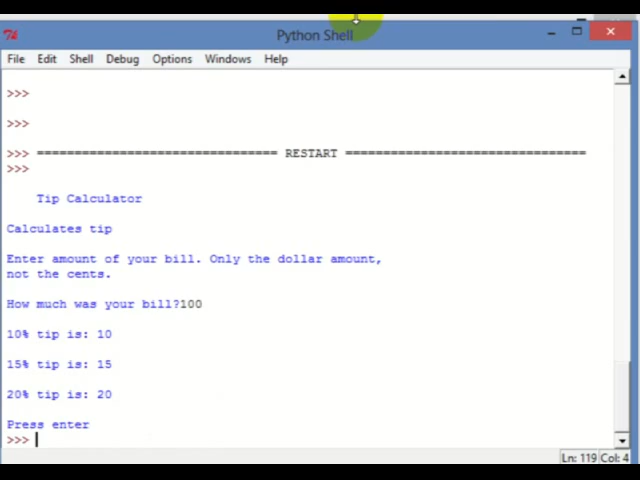 Python Shell
File Edit Shell Debug Options Windows Help
>>>
>>>
>>> ================================ RESTART ================================
>>>
Tip Calculator
Calculates tip
Enter amount of your bill. Only the dollar amount,
not the cents.
How much was your bill?100
10% tip is: 10
15% tip is: 15
20% tip is: 20
Press enter
>>>
Ln: 119 Col: 4